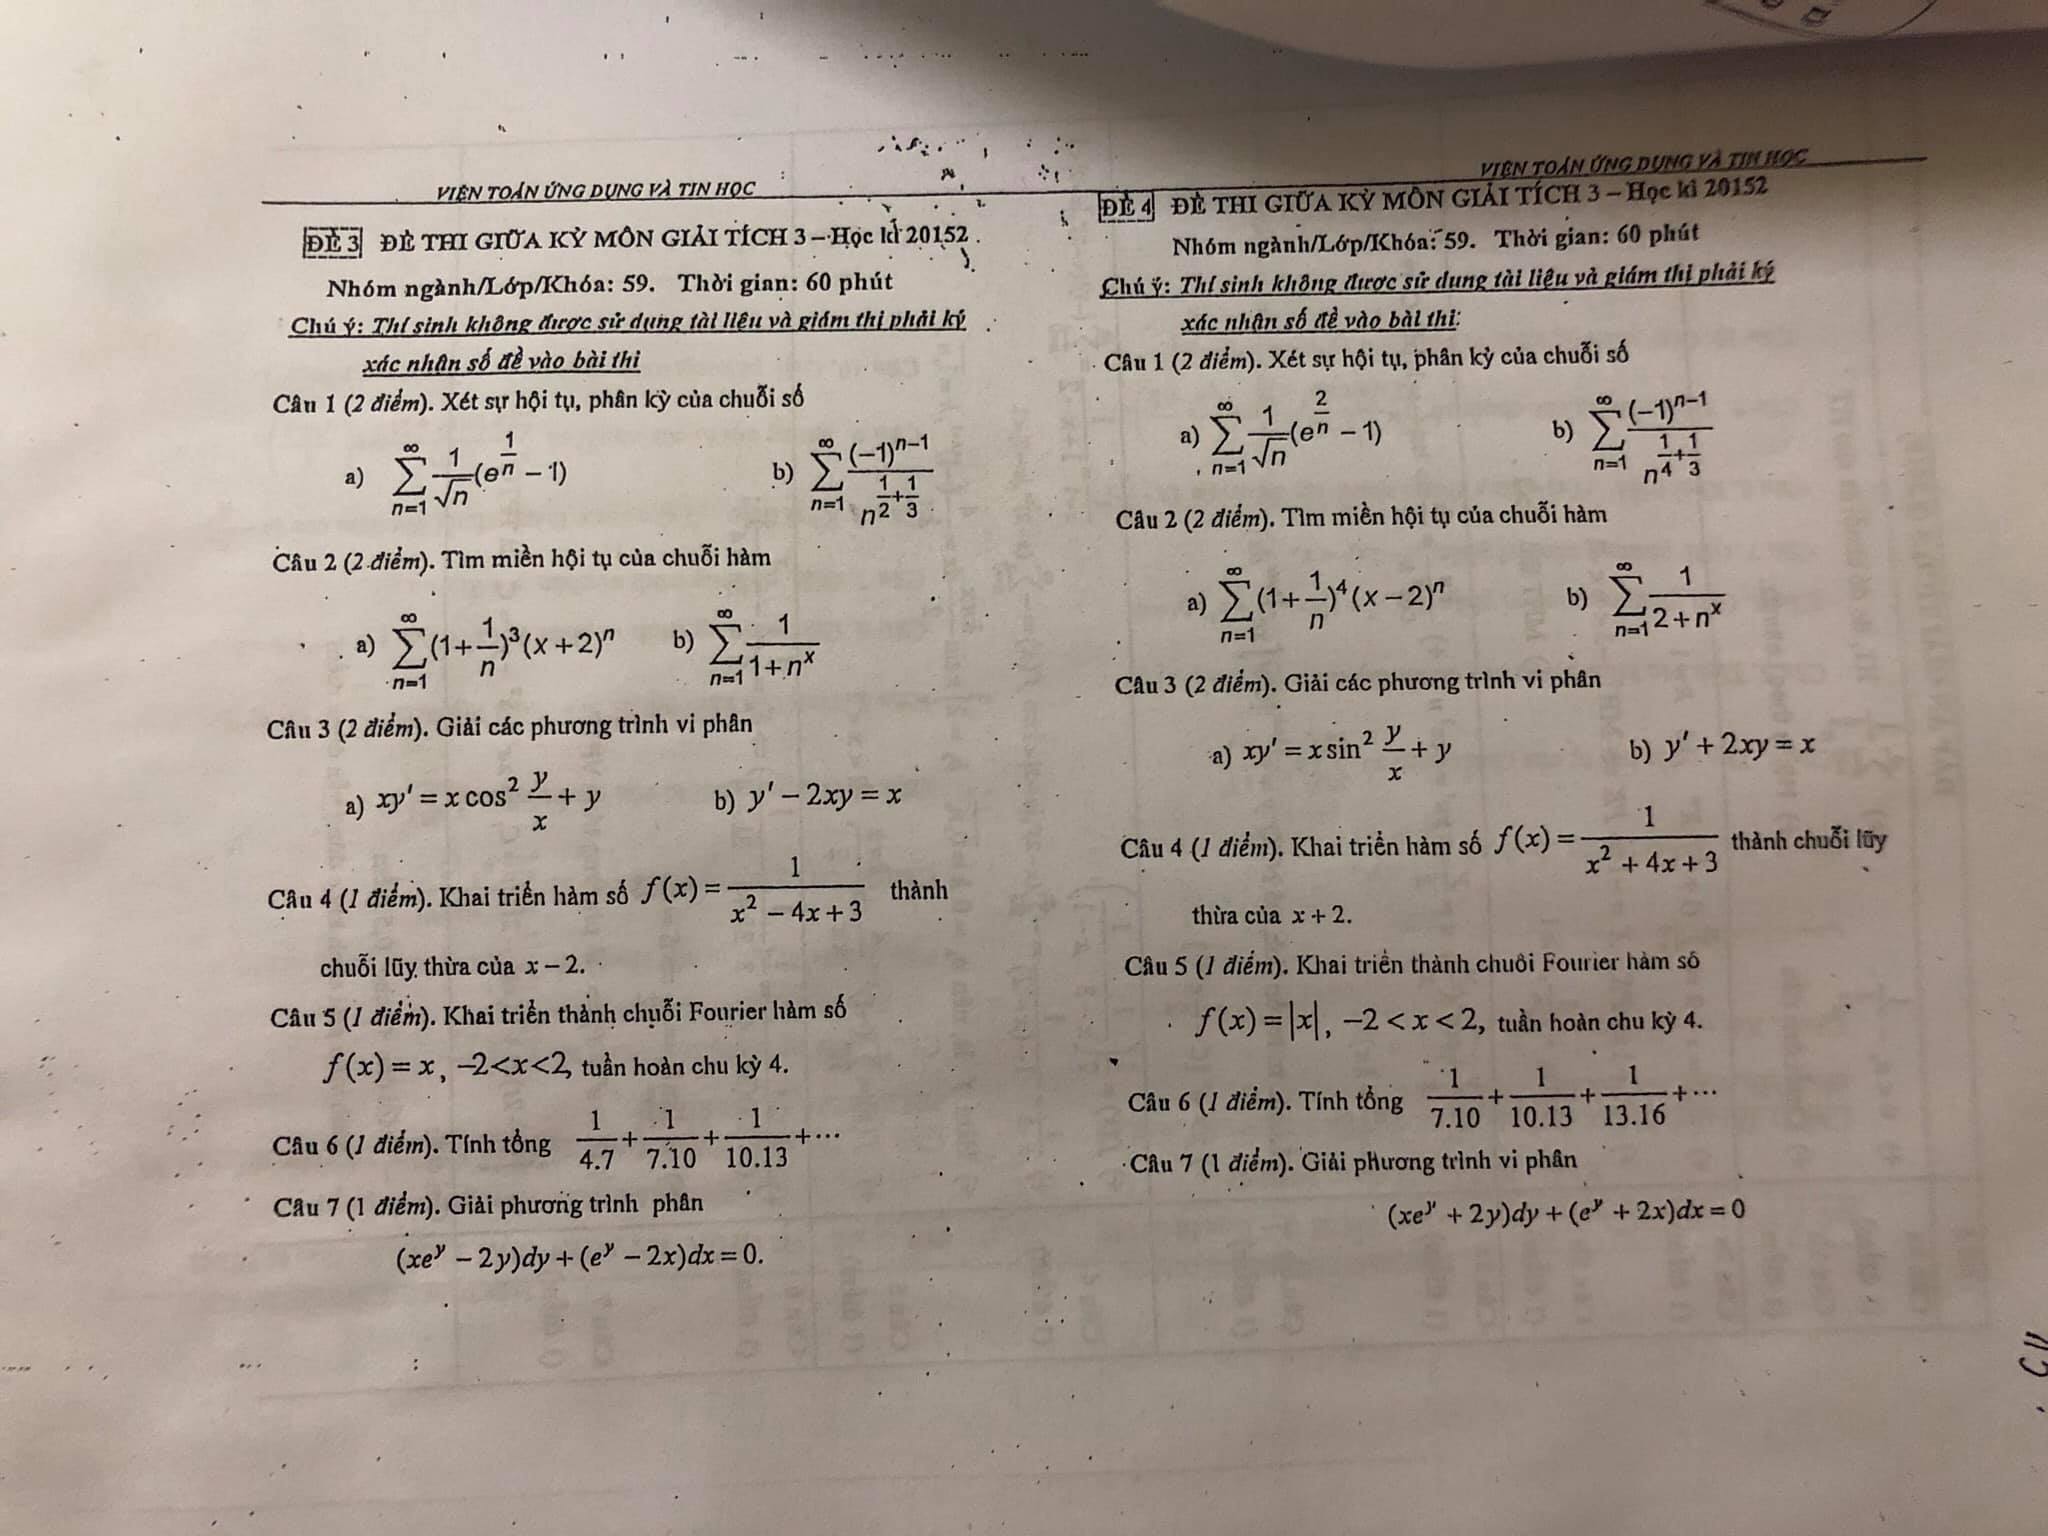 VIỆN TOÁN ỨNG DỤNG VÀ TIN HỌC
ĐỀ 3 ĐỀ THI GIỮA KỲ MÔN GIẢI TÍCH 3 – Học kì 20152
Nhóm ngành/Lớp/Khóa: 59. Thời gian: 60 phút
Chú ý: Thí sinh không được sử dụng tài liệu và giám thị phải ký
xác nhận số đề vào bài thi
Câu 1 (2 điểm). Xét sự hội tụ, phân kỳ của chuỗi số
a) \sum_{n=1}^{\infty} \frac{1}{\sqrt{n}}(e^{\frac{1}{n}} - 1) b) \sum_{n=1}^{\infty} \frac{(-1)^{n-1}}{n^{\frac{1}{2}+\frac{1}{3}}}
Câu 2 (2 điểm). Tìm miền hội tụ của chuỗi hàm
a) \sum_{n=1}^{\infty} (1+\frac{1}{n})^3 (x+2)^n b) \sum_{n=1}^{\infty} \frac{1}{1+n^x}
Câu 3 (2 điểm). Giải các phương trình vi phân
a) xy' = x cos^2 \frac{y}{x} + y b) y' – 2xy = x
Câu 4 (1 điểm). Khai triển hàm số f(x) = \frac{1}{x^2 - 4x + 3} thành
chuỗi lũy thừa của x – 2.
Câu 5 (1 điểm). Khai triển thành chuỗi Fourier hàm số
f(x) = x, –2<x<2, tuần hoàn chu kỳ 4.
Câu 6 (1 điểm). Tính tổng \frac{1}{4.7} + \frac{1}{7.10} + \frac{1}{10.13} + ···
Câu 7 (1 điểm). Giải phương trình phân
(xe^y – 2y)dy + (e^y – 2x)dx = 0.
VIỆN TOÁN ỨNG DỤNG VÀ TIN HỌC
ĐỀ 4 ĐỀ THI GIỮA KỲ MÔN GIẢI TÍCH 3 – Học kì 20152
Nhóm ngành/Lớp/Khóa: 59. Thời gian: 60 phút
Chú ý: Thí sinh không được sử dụng tài liệu và giám thị phải ký
xác nhận số đề vào bài thi.
Câu 1 (2 điểm). Xét sự hội tụ, phân kỳ của chuỗi số
a) \sum_{n=1}^{\infty} \frac{1}{\sqrt{n}}(e^{\frac{2}{n}} - 1) b) \sum_{n=1}^{\infty} \frac{(-1)^{n-1}}{n^{\frac{1}{4}+\frac{1}{3}}}
Câu 2 (2 điểm). Tìm miền hội tụ của chuỗi hàm
a) \sum_{n=1}^{\infty} (1+\frac{1}{n})^4 (x-2)^n b) \sum_{n=1}^{\infty} \frac{1}{2+n^x}
Câu 3 (2 điểm). Giải các phương trình vi phân
a) xy' = x sin^2 \frac{y}{x} + y b) y' + 2xy = x
Câu 4 (1 điểm). Khai triển hàm số f(x) = \frac{1}{x^2 + 4x + 3} thành chuỗi lũy
thừa của x + 2.
Câu 5 (1 điểm). Khai triển thành chuỗi Fourier hàm số
f(x) = |x|, –2 < x < 2, tuần hoàn chu kỳ 4.
Câu 6 (1 điểm). Tính tổng \frac{1}{7.10} + \frac{1}{10.13} + \frac{1}{13.16} + ···
Câu 7 (1 điểm). Giải phương trình vi phân
(xe^y + 2y)dy + (e^y + 2x)dx = 0